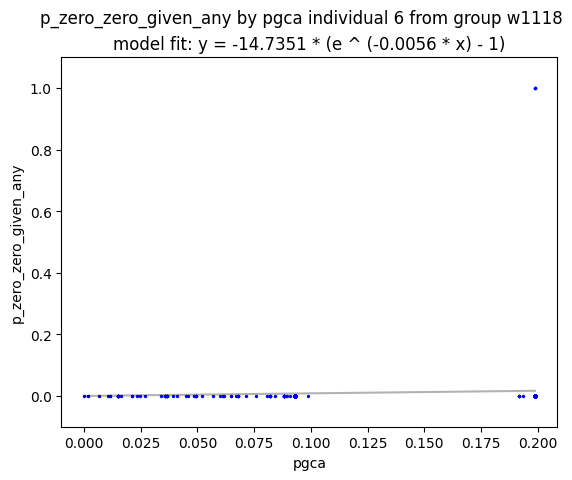 p_zero_zero_given_any by pgca individual 6 from group w1118
model fit: y = -14.7351 * (e ^ (-0.0056 * x) - 1)
1.0
0.8
0.6
0.4
0.2
0.0
p_zero_zero_given_any
0.000 0.025 0.050 0.075 0.100 0.125 0.150 0.175 0.200
pgca